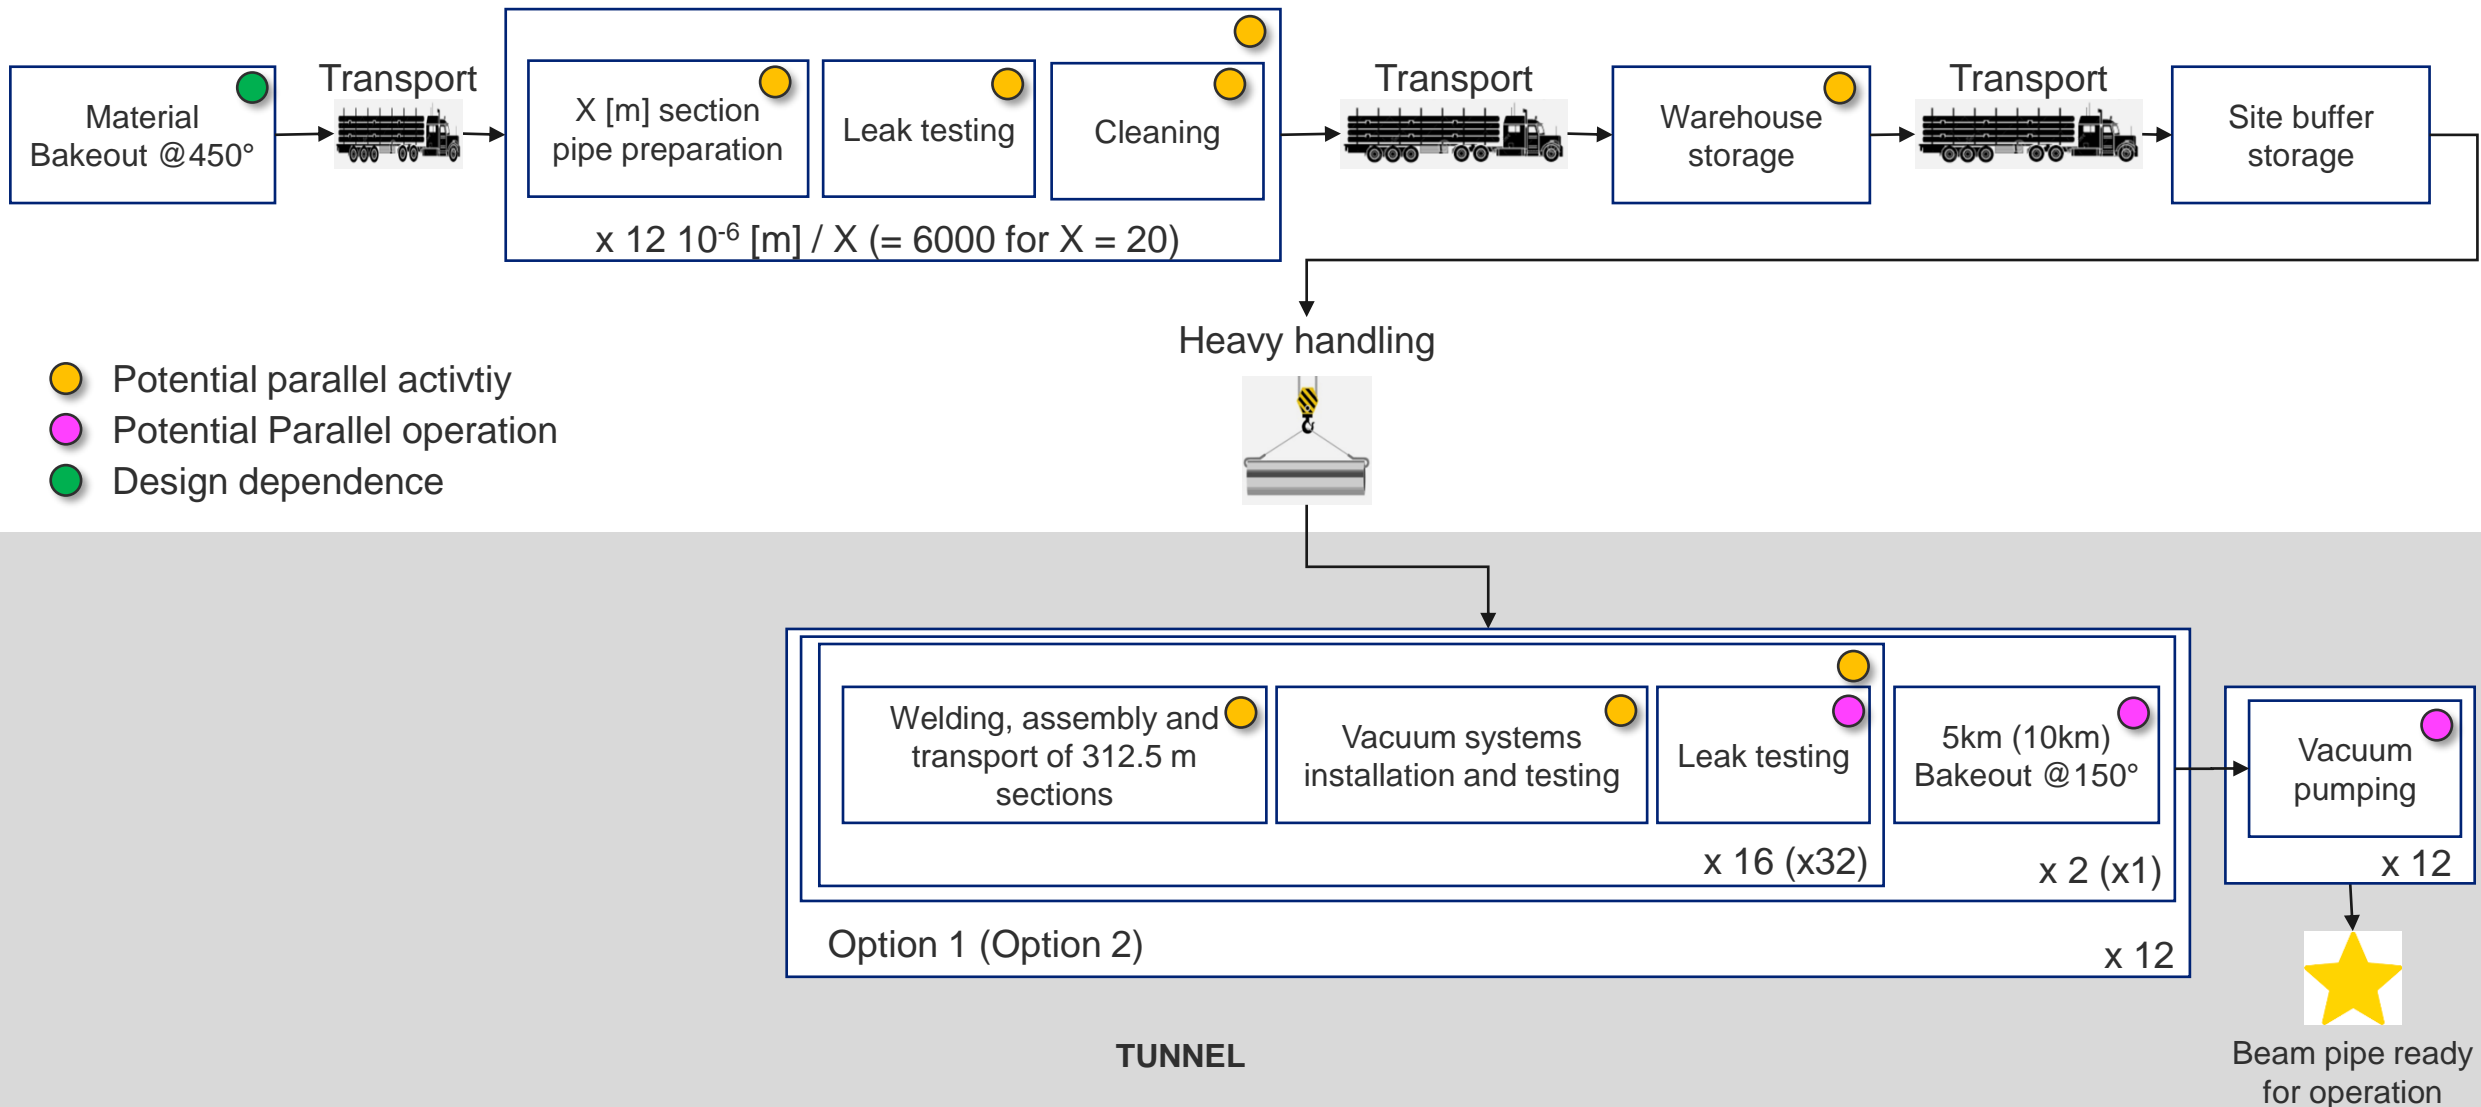 Material
Bakeout @450°
Transport
X [m] section
pipe preparation
Leak testing
Cleaning
x 12 10⁻⁶ [m] / X (= 6000 for X = 20)
Transport
Warehouse
storage
Transport
Site buffer
storage
Heavy handling
Potential parallel activtiy
Potential Parallel operation
Design dependence
Welding, assembly and
transport of 312.5 m
sections
Vacuum systems
installation and testing
Leak testing
x 16 (x32)
5km (10km)
Bakeout @150°
x 2 (x1)
Option 1 (Option 2)
x 12
Vacuum
pumping
x 12
TUNNEL
Beam pipe ready
for operation